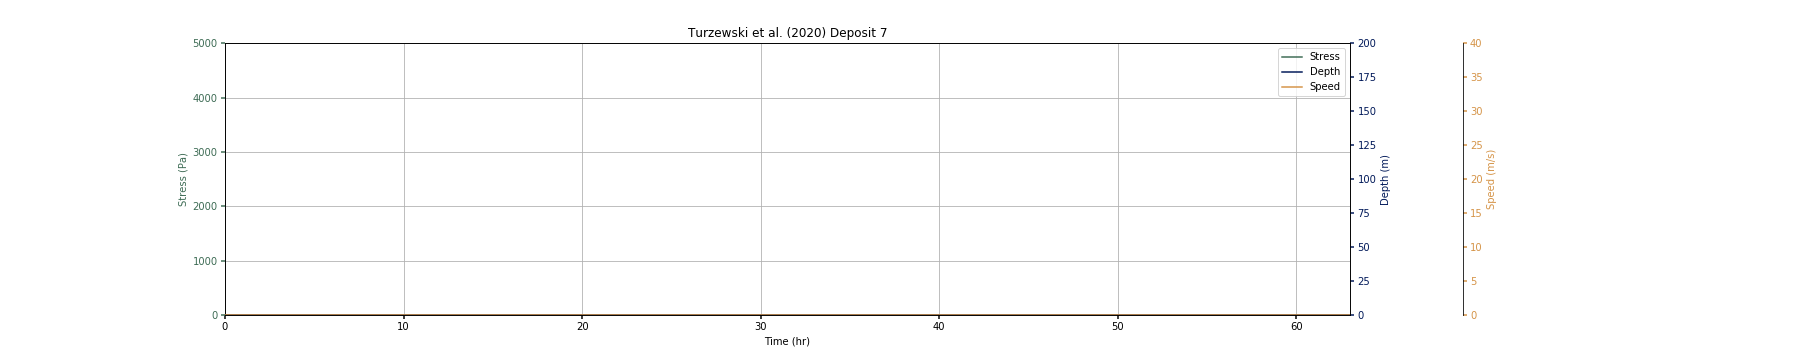 Turzewski et al. (2020) Deposit 7
5000
4000
3000
2000
1000
0
Stress (Pa)
0 10 20 30 40 50 60
Time (hr)
Stress
Depth
Speed
200
175
150
125
100
75
50
25
0
Depth (m)
40
35
30
25
20
15
10
5
0
Speed (m/s)